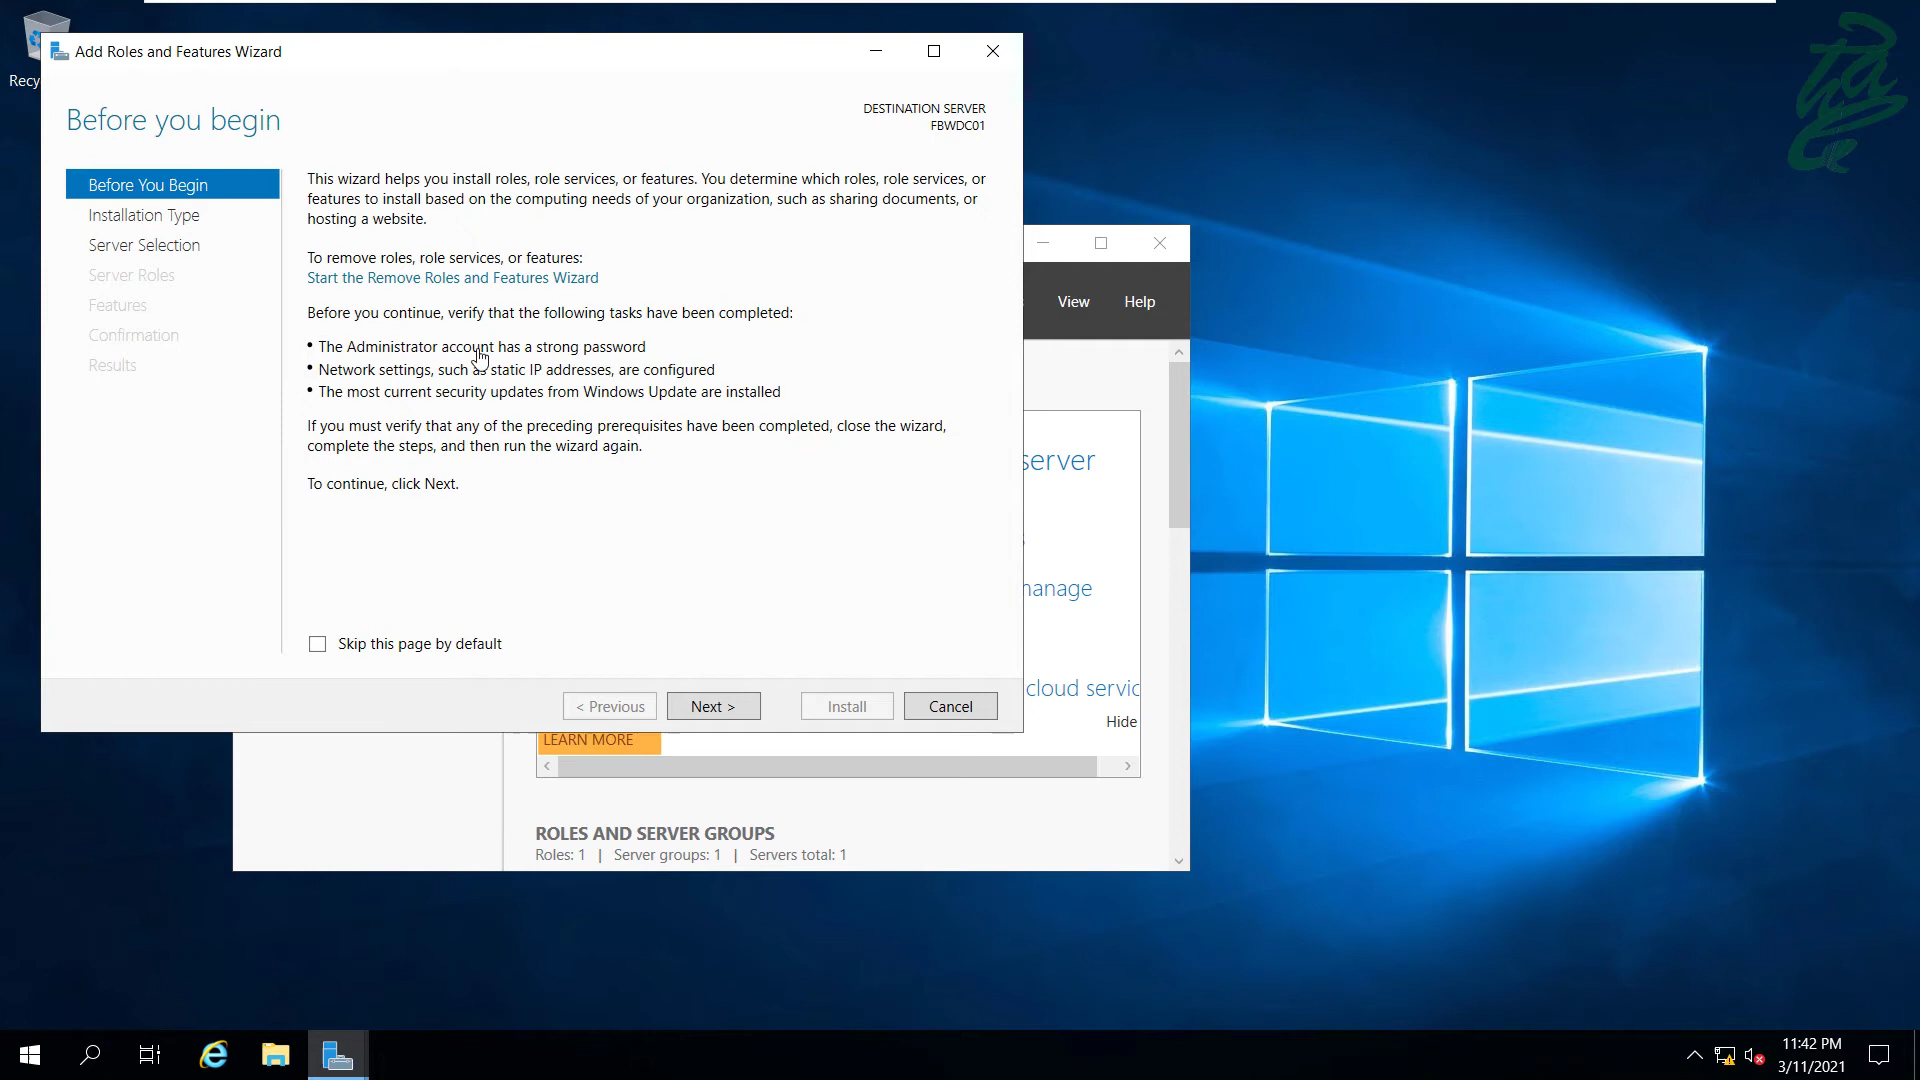 Recy
Add Roles and Features Wizard
Before you begin
DESTINATION SERVER
FBWDC01
Before You Begin
Installation Type
Server Selection
Server Roles
Features
Confirmation
Results
This wizard helps you install roles, role services, or features. You determine which roles, role services, or
features to install based on the computing needs of your organization, such as sharing documents, or
hosting a website.
To remove roles, role services, or features:
Start the Remove Roles and Features Wizard
Before you continue, verify that the following tasks have been completed:
• The Administrator account has a strong password
• Network settings, such as static IP addresses, are configured
• The most current security updates from Windows Update are installed
If you must verify that any of the preceding prerequisites have been completed, close the wizard,
complete the steps, and then run the wizard again.
To continue, click Next.
Skip this page by default
< Previous
Next >
Install
Cancel
View
Help
server
manage
cloud servic
Hide
LEARN MORE
ROLES AND SERVER GROUPS
Roles: 1 | Server groups: 1 | Servers total: 1
11:42 PM
3/11/2021